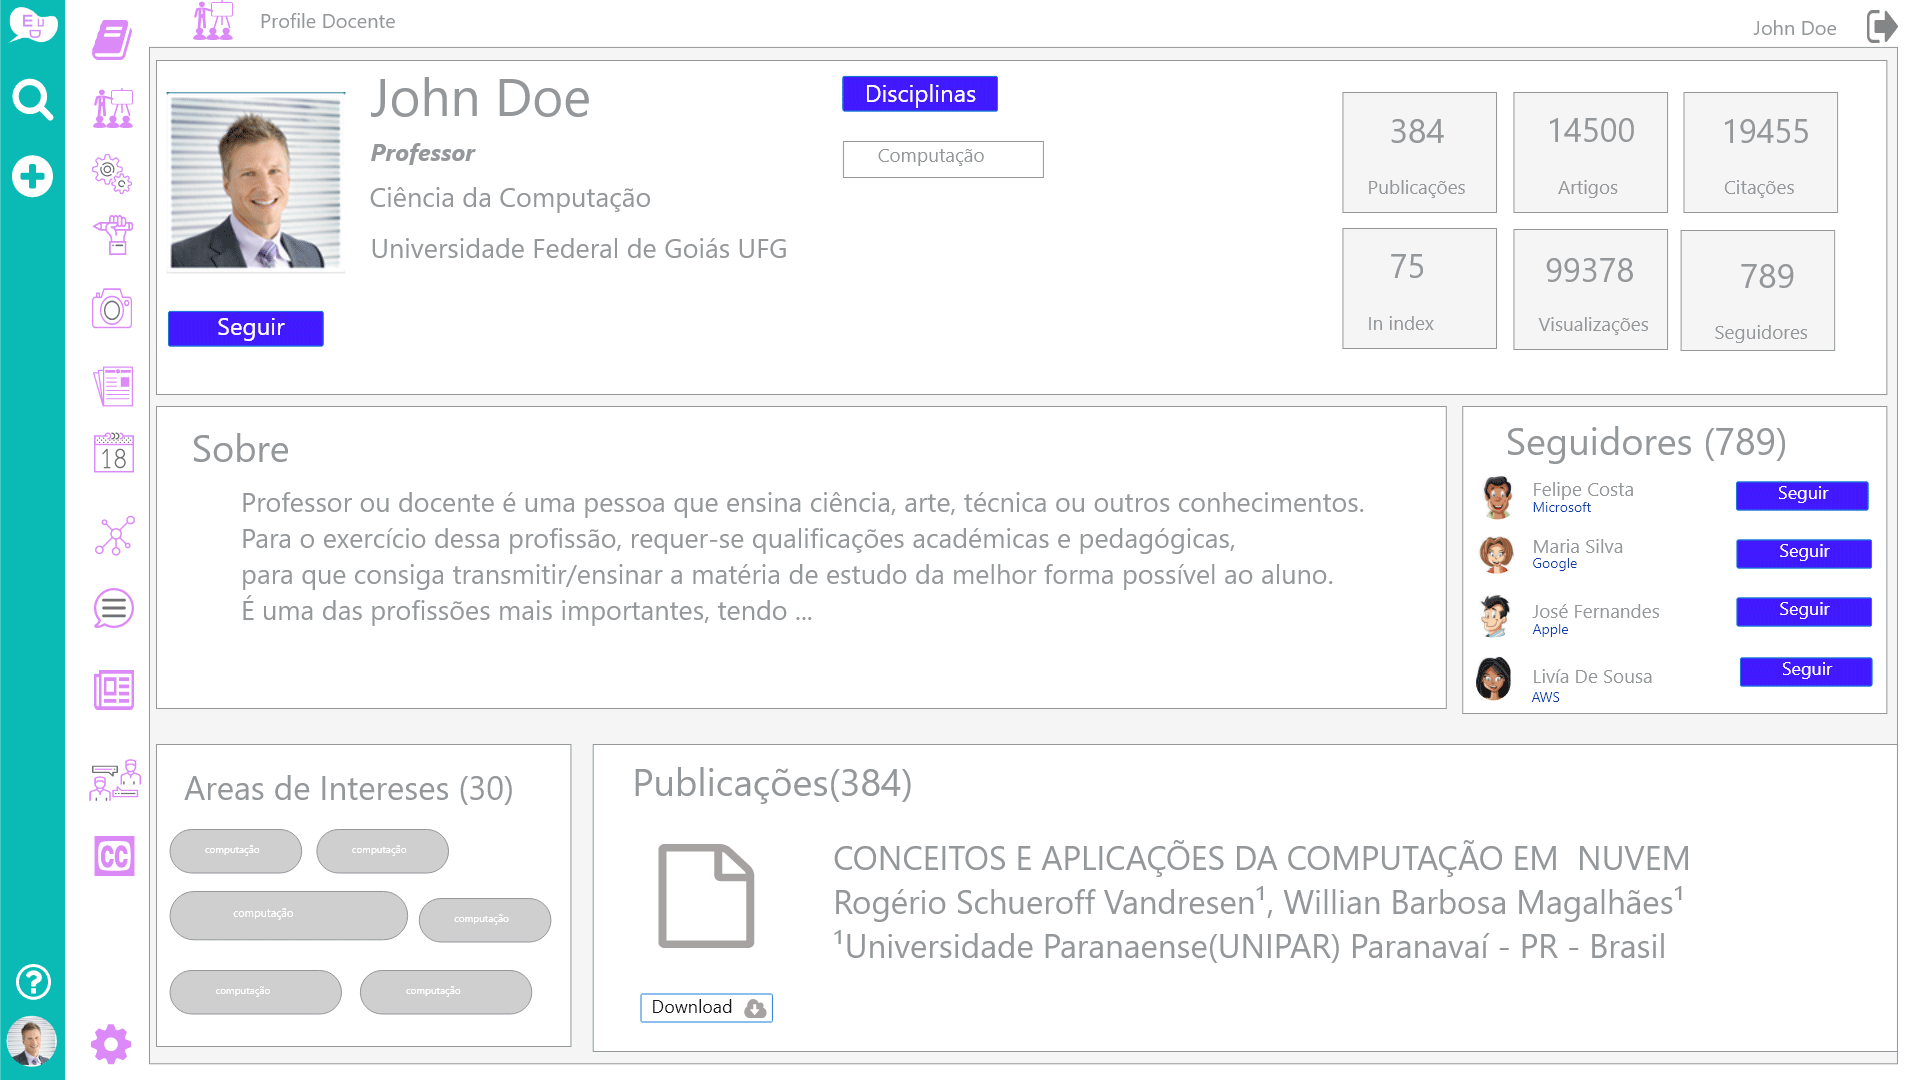 EU
Profile Docente
John Doe
John Doe
Professor
Ciência da Computação
Universidade Federal de Goiás UFG
Seguir
Disciplinas
Computação
384
Publicações
14500
Artigos
19455
Citações
75
In index
99378
Visualizações
789
Seguidores
18
CC
Sobre
Professor ou docente é uma pessoa que ensina ciência, arte, técnica ou outros conhecimentos.
Para o exercício dessa profissão, requer-se qualificações académicas e pedagógicas,
para que consiga transmitir/ensinar a matéria de estudo da melhor forma possível ao aluno.
É uma das profissões mais importantes, tendo ...
Seguidores (789)
Felipe Costa
Microsoft
Seguir
Maria Silva
Google
Seguir
José Fernandes
Apple
Seguir
Livía De Sousa
AWS
Seguir
Areas de Intereses (30)
computação
computação
computação
computação
computação
computação
Publicações(384)
CONCEITOS E APLICAÇÕES DA COMPUTAÇÃO EM  NUVEM
Rogério Schueroff Vandresen¹, Willian Barbosa Magalhães¹
¹Universidade Paranaense(UNIPAR) Paranavaí - PR - Brasil
Download